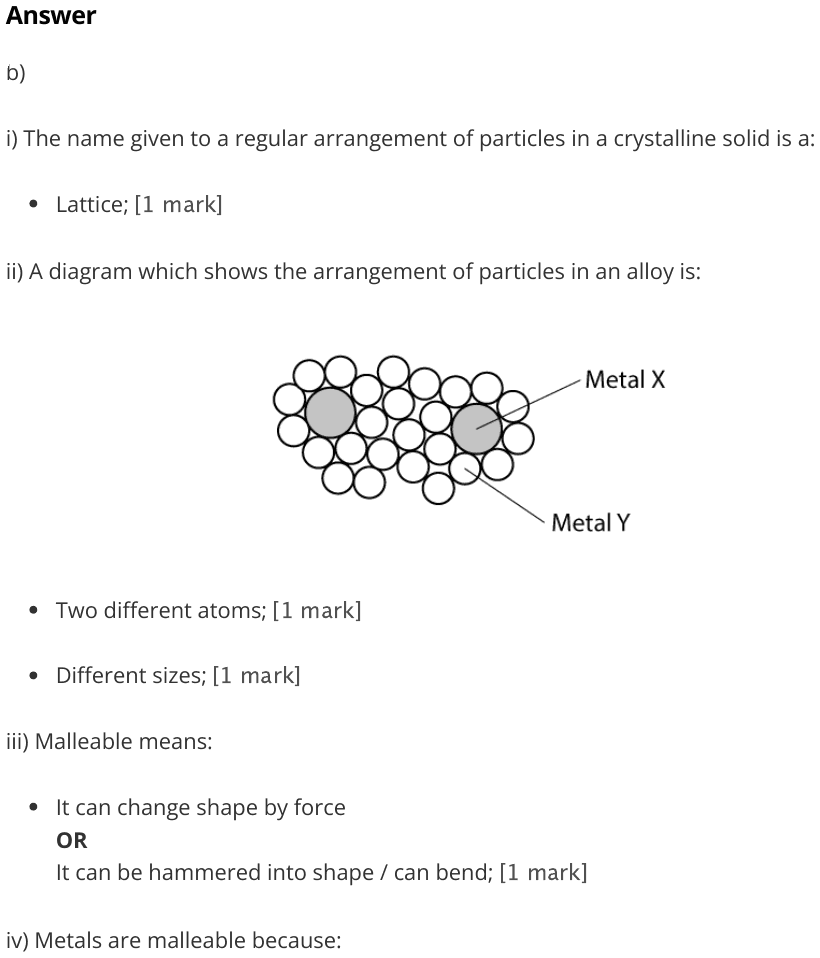 Answer
b)
i) The name given to a regular arrangement of particles in a crystalline solid is a:
• Lattice; [1 mark]
ii) A diagram which shows the arrangement of particles in an alloy is:
Metal X
Metal Y
• Two different atoms; [1 mark]
• Different sizes; [1 mark]
iii) Malleable means:
• It can change shape by force
OR
It can be hammered into shape / can bend; [1 mark]
iv) Metals are malleable because: